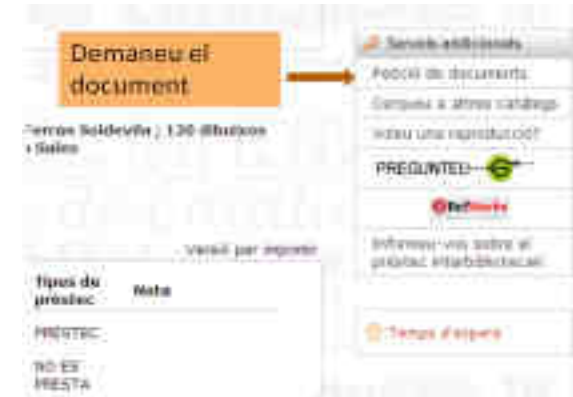 Demaneu el
document
Serveis addicionals
Petició de documents
Cerqueu a altres catàlegs
Voleu una reproducció?
Ferran Soldevila ; 130 dibuixos
Sales
PREGUNTEU
RefWorks
Versió per imprimir
Informeu-vos sobre el
préstec interbibliotecari
Tipus de
préstec
Nota
PRÉSTEC
NO ES
PRESTA
Temps d'espera